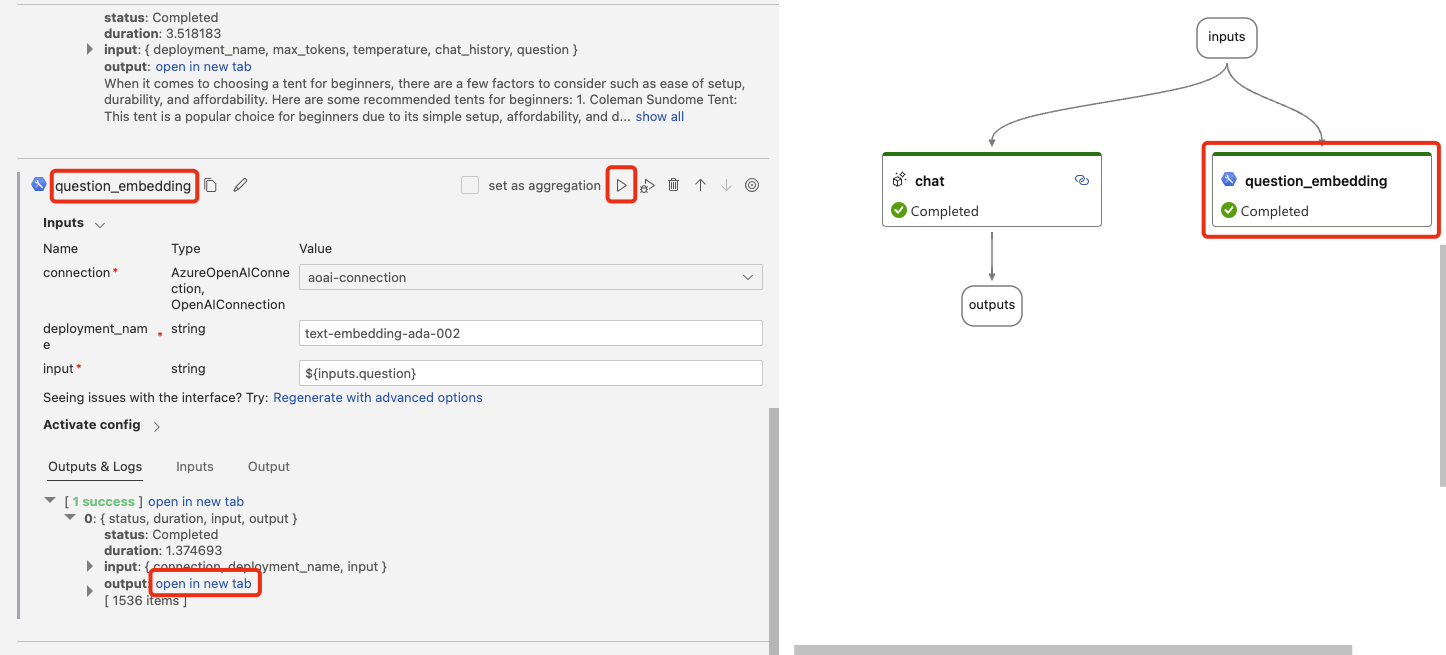 status: Completed
duration: 3.518183
input: { deployment_name, max_tokens, temperature, chat_history, question }
output: open in new tab
When it comes to choosing a tent for beginners, there are a few factors to consider such as ease of setup,
durability, and affordability. Here are some recommended tents for beginners: 1. Coleman Sundome Tent:
This tent is a popular choice for beginners due to its simple setup, affordability, and d... show all
question_embedding
set as aggregation
Inputs
Name Type Value
connection * AzureOpenAIConne
ction,
OpenAIConnection
aoai-connection
deployment_nam
e
* string text-embedding-ada-002
input * string ${inputs.question}
Seeing issues with the interface? Try: Regenerate with advanced options
Activate config
Outputs & Logs Inputs Output
[ 1 success ] open in new tab
0: { status, duration, input, output }
status: Completed
duration: 1.374693
input: { connection, deployment_name, input }
output: open in new tab
[ 1536 items ]
inputs
chat
Completed
question_embedding
Completed
outputs